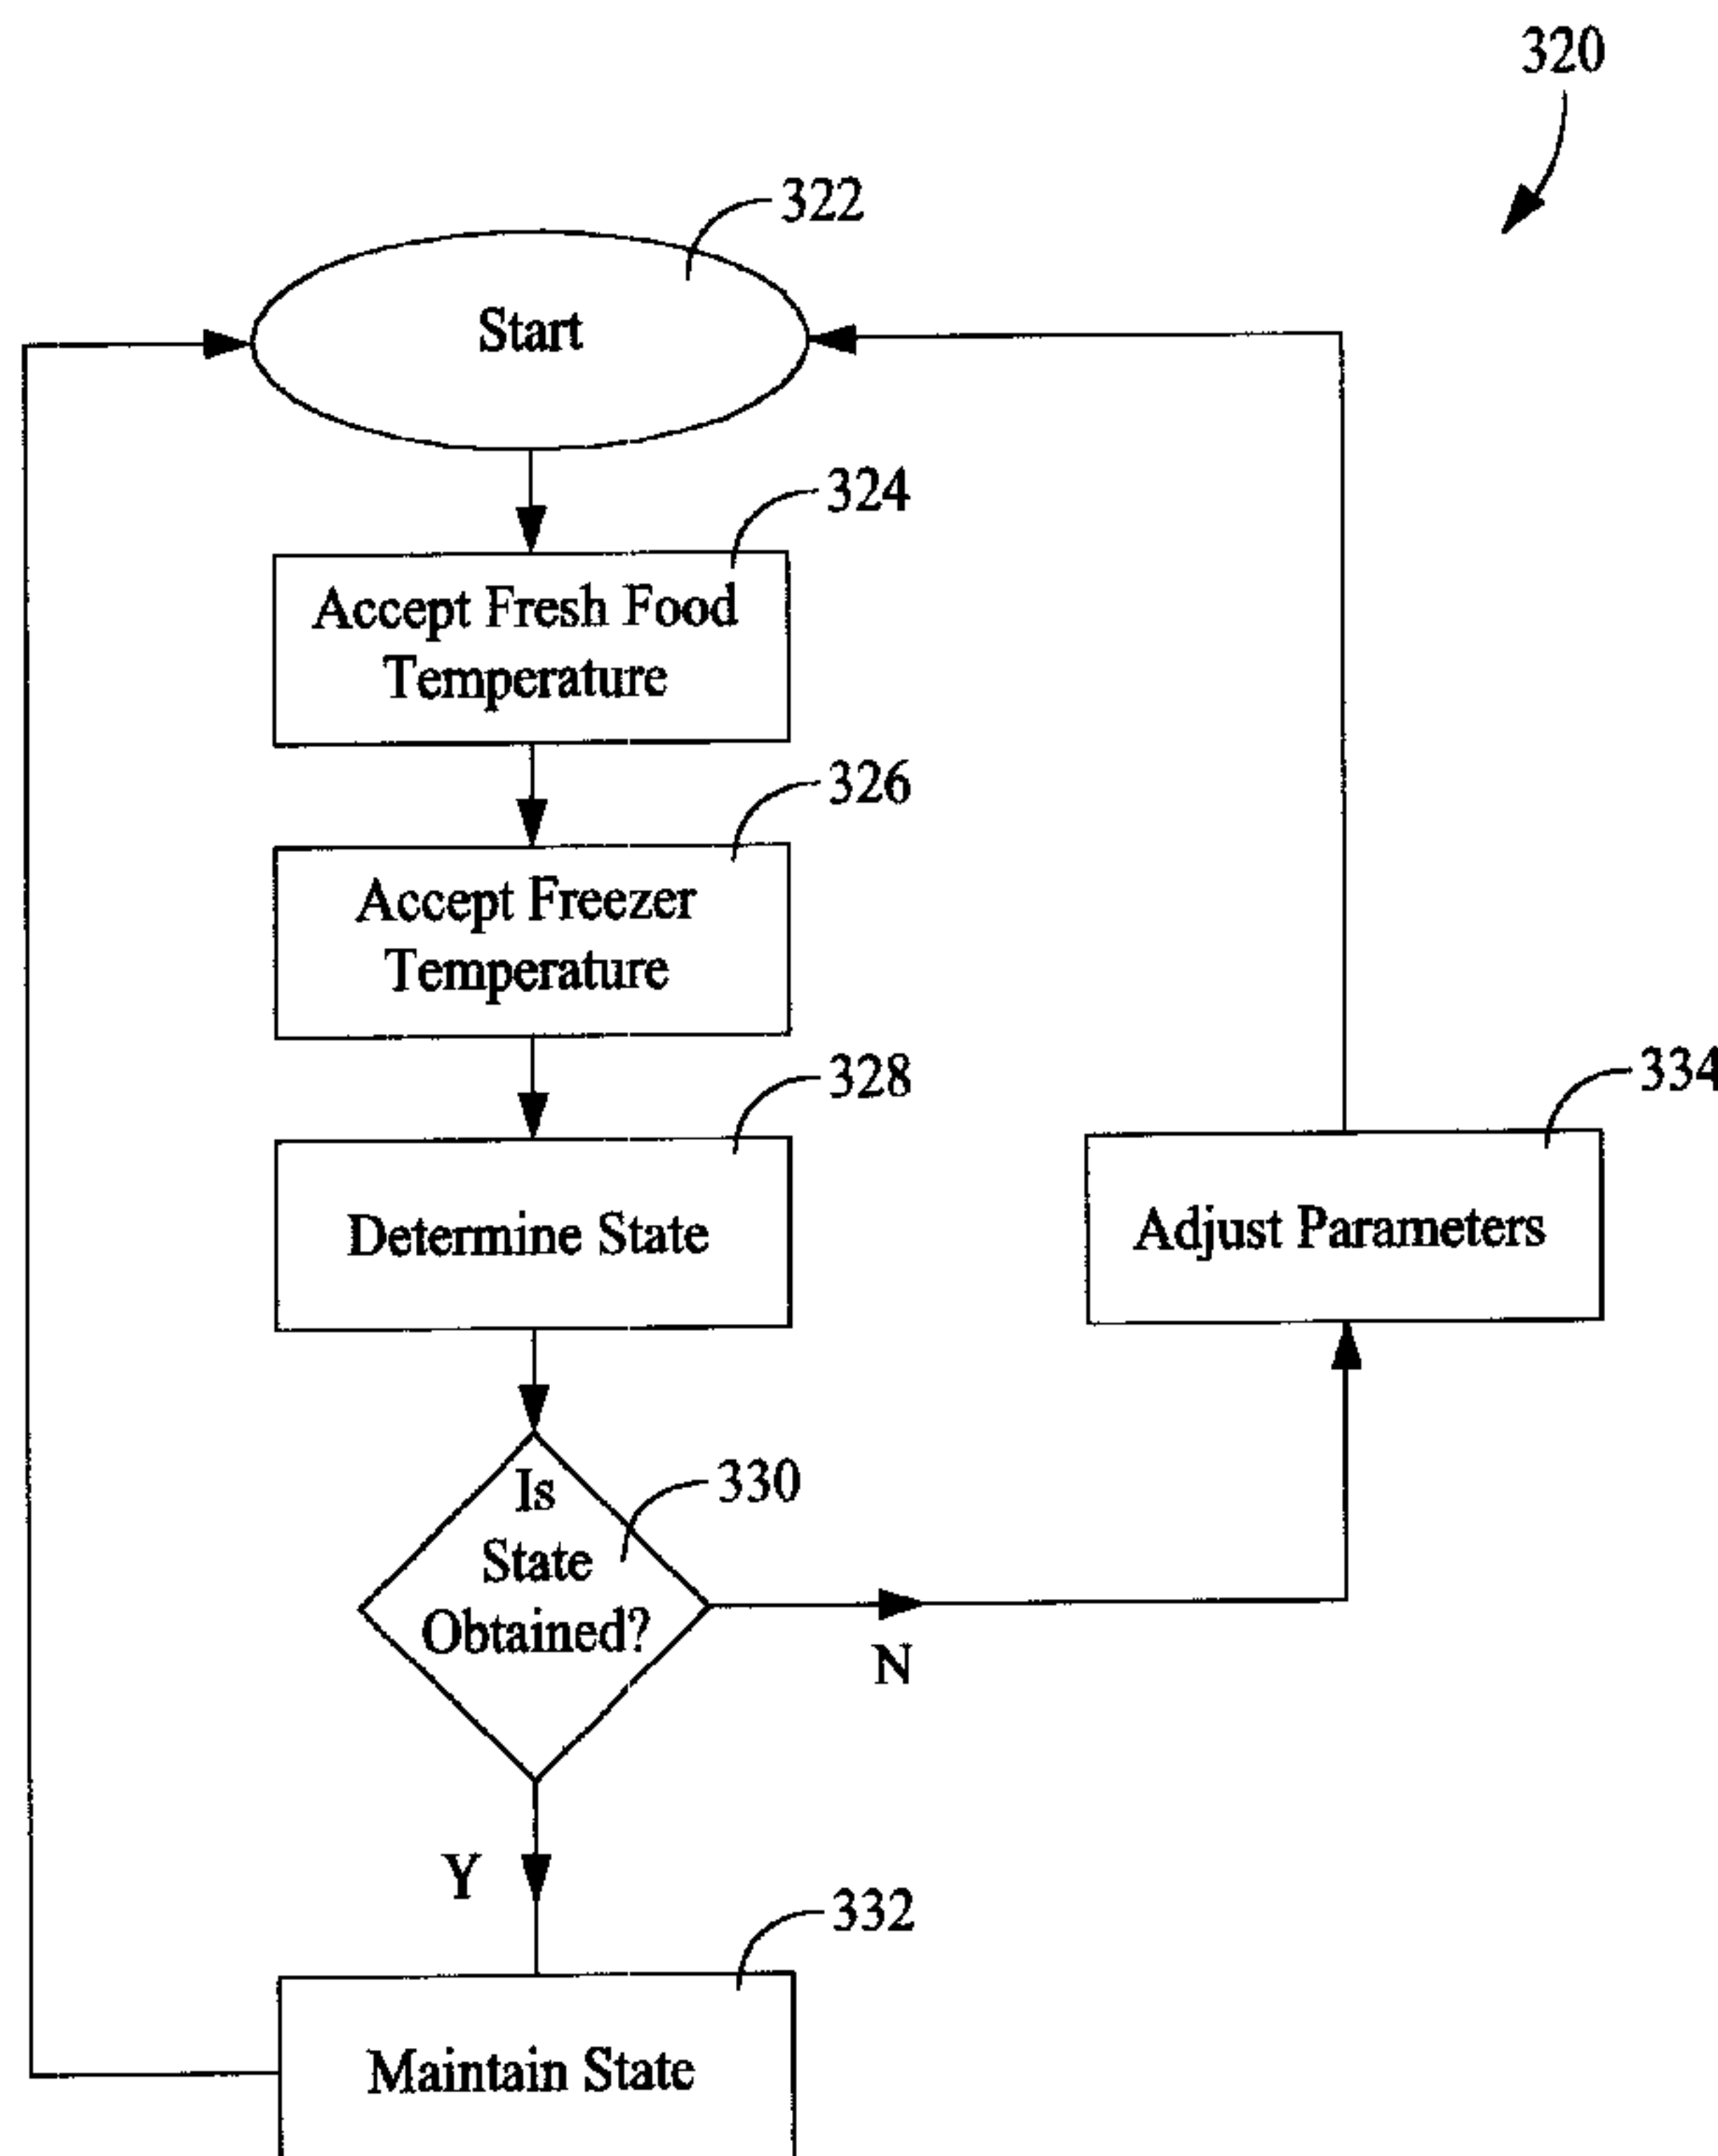 320
322
Start
324
Accept Fresh Food
Temperature
326
Accept Freezer
Temperature
328
Determine State
334
Adjust Parameters
330
Is
State
Obtained?
N
Y
332
Maintain State